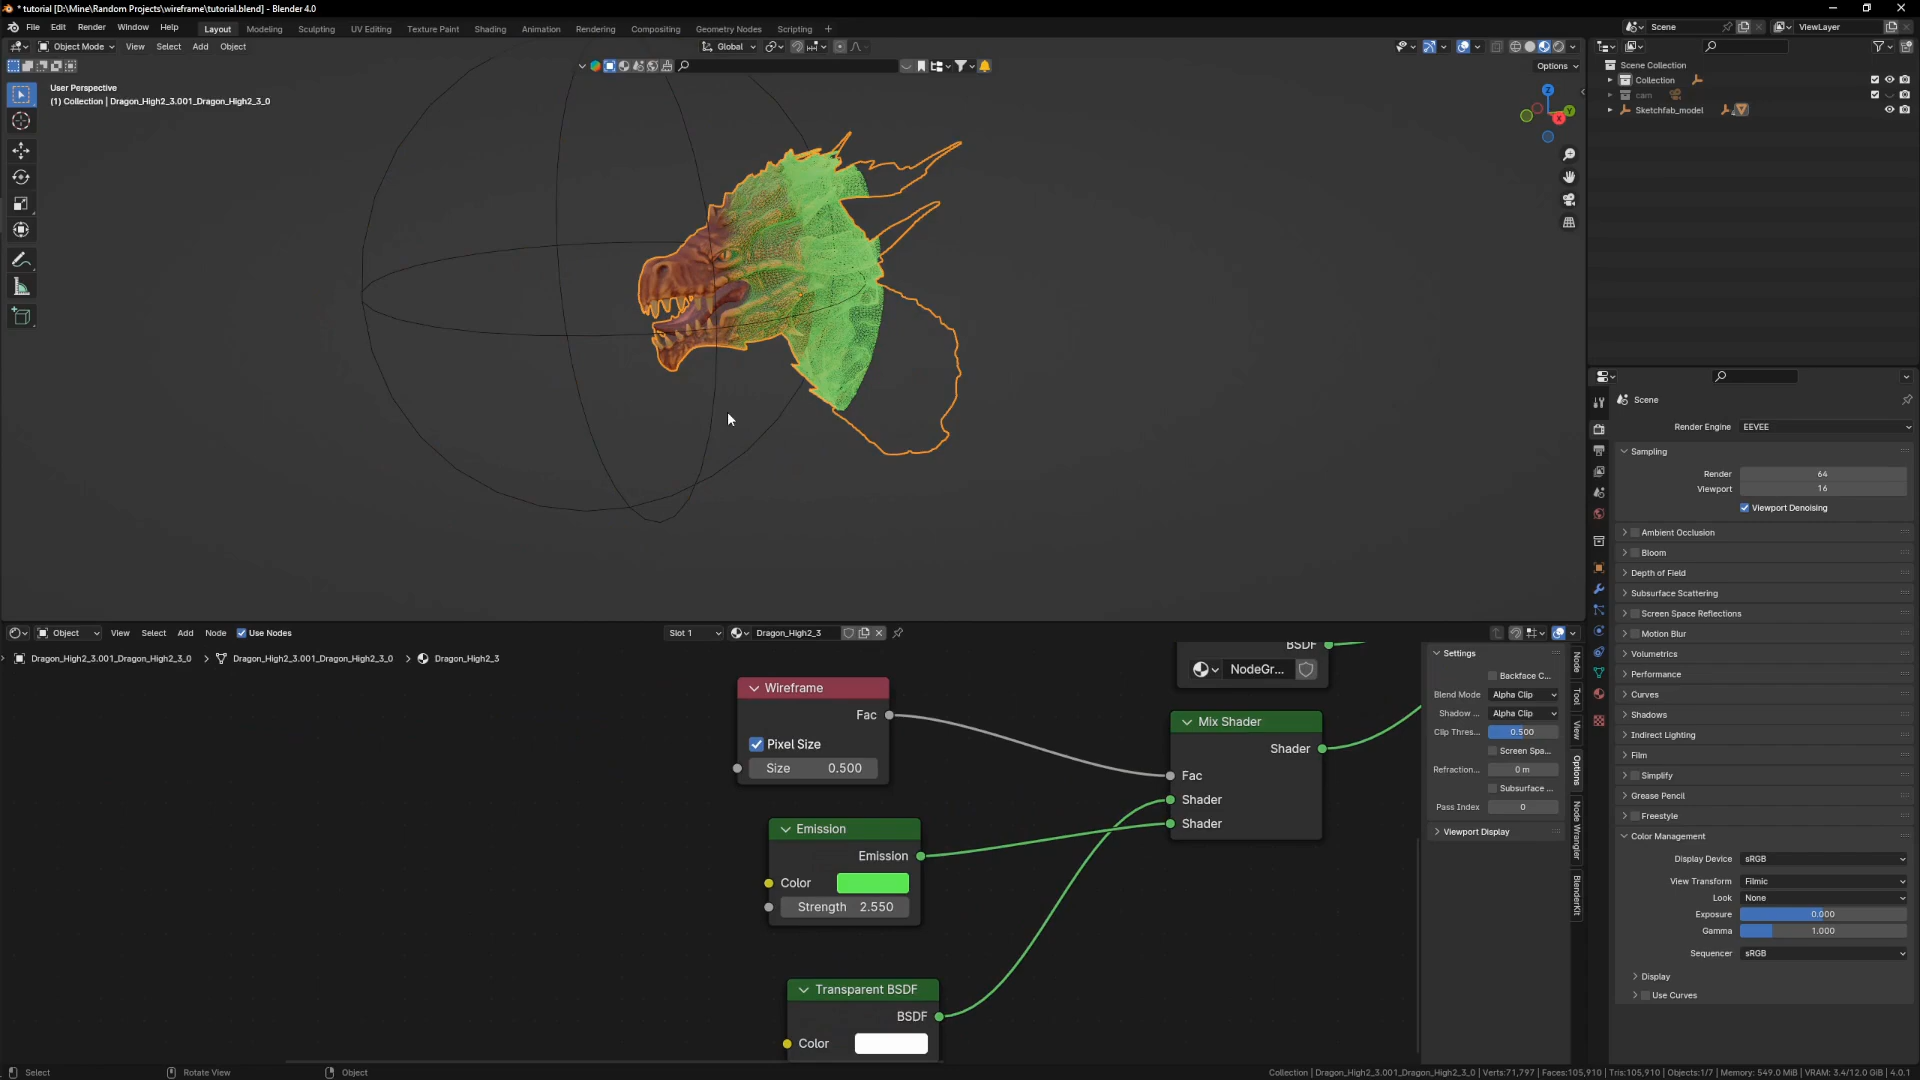 * tutorial [D:\Mine\Random Projects\wireframe\tutorial.blend] - Blender 4.0
File Edit Render Window Help Layout Modeling Sculpting UV Editing Texture Paint Shading Animation Rendering Compositing Geometry Nodes Scripting +
Scene ViewLayer
Object Mode View Select Add Object Global
Options
User Perspective
(1) Collection | Dragon_High2_3.001_Dragon_High2_3_0
Z
Y
X
Scene Collection
Collection
cam
Sketchfab_model
Scene
Render Engine EEVEE
Sampling
Render 64
Viewport 16
Viewport Denoising
Ambient Occlusion
Bloom
Depth of Field
Subsurface Scattering
Screen Space Reflections
Motion Blur
Volumetrics
Performance
Curves
Shadows
Indirect Lighting
Film
Simplify
Grease Pencil
Freestyle
Color Management
Display Device sRGB
View Transform Filmic
Look None
Exposure 0.000
Gamma 1.000
Sequencer sRGB
Display
Use Curves
Object View Select Add Node Use Nodes Slot 1 Dragon_High2_3
Dragon_High2_3.001_Dragon_High2_3_0 > Dragon_High2_3.001_Dragon_High2_3_0 > Dragon_High2_3
Wireframe
Fac
Pixel Size
Size 0.500
Emission
Emission
Color
Strength 2.550
Transparent BSDF
BSDF
Color
BSDF
NodeGr...
Mix Shader
Shader
Fac
Shader
Shader
Settings
Backface C...
Blend Mode Alpha Clip
Shadow ... Alpha Clip
Clip Thres... 0.500
Screen Spa...
Refraction... 0 m
Subsurface ...
Pass Index 0
Viewport Display
Node
Tool
View
Options
Node Wrangler
BlenderKit
Select Rotate View Object
Collection | Dragon_High2_3.001_Dragon_High2_3_0 | Verts:71,797 | Faces:105,910 | Tris:105,910 | Objects:1/7 | Memory: 549.0 MiB | VRAM: 3.4/12.0 GiB | 4.0.1